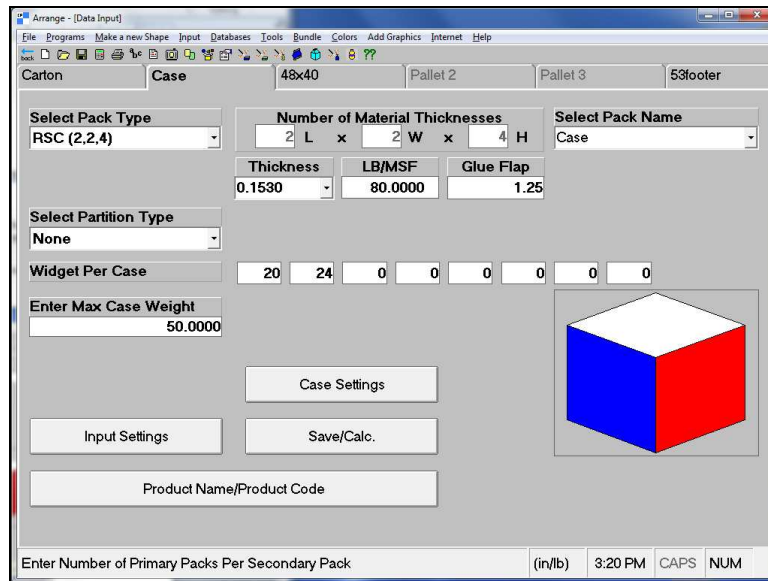 Arrange - [Data Input]
File Programs Make a new Shape Input Databases Tools Bundle Colors Add Graphics Internet Help
back
Carton Case 48x40 Pallet 2 Pallet 3 53footer
Select Pack Type Number of Material Thicknesses Select Pack Name
RSC (2,2,4) 2 L x 2 W x 4 H Case
Thickness LB/MSF Glue Flap
0.1530 80.0000 1.25
Select Partition Type
None
Widget Per Case 20 24 0 0 0 0 0 0
Enter Max Case Weight
50.0000
Case Settings
Input Settings Save/Calc.
Product Name/Product Code
Enter Number of Primary Packs Per Secondary Pack (in/lb) 3:20 PM CAPS NUM